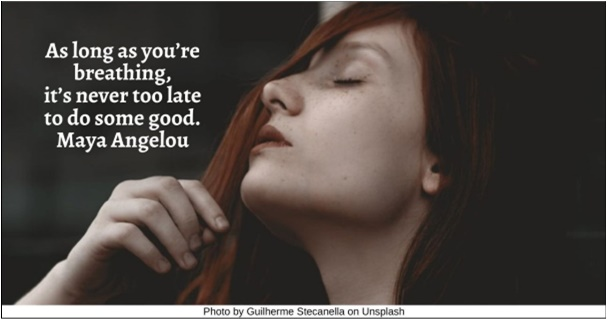 As long as you’re
breathing,
it’s never too late
to do some good.
Maya Angelou
Photo by Guilherme Stecanella on Unsplash